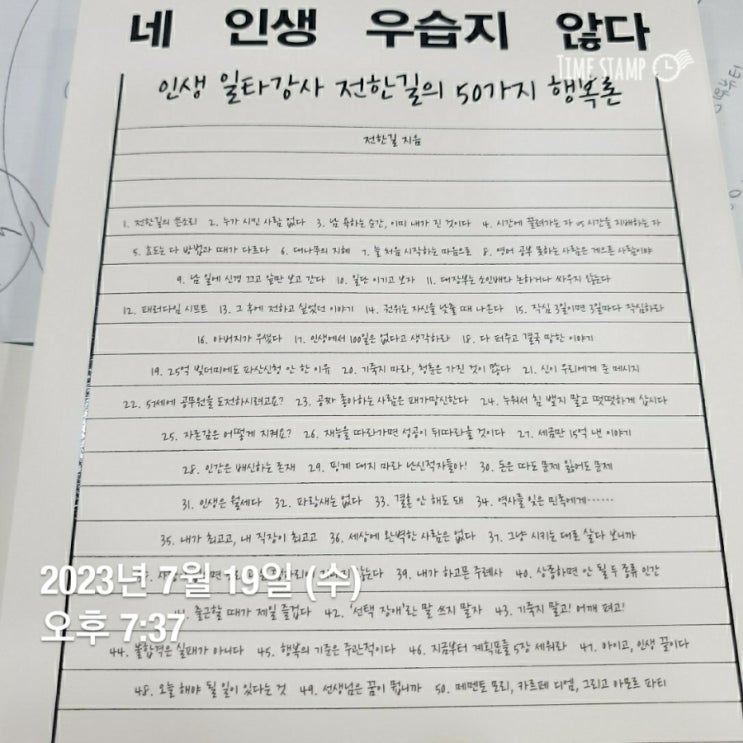 네 인생 우습지 않다
TIME STAMP
인생 일타강사 전한길의 50가지 행복론
전한길 지음
1. 전한길의 쓴소리 2. 누가 시킨 사람 없다 3. 남 욕하는 순간, 이미 내가 진 것이다 4. 시간에 끌려가는 자 vs 시간을 지배하는 자
5. 효도는 다 방법과 때가 다르다 6. 대나무의 지혜 7. 늘 처음 시작하는 마음으로 8. 영어 공부 못하는 사람은 게으른 사람이야
9. 남 일에 신경 끄고 앞만 보고 간다 10. 일단 이기고 보자 11. 대장부는 소인배와 논하거나 싸우지 않는다
12. 패러다임 시프트 13. 그 후에 전하고 싶었던 이야기 14. 권위는 자신을 낮출 때 나온다 15. 작심 3일이면 3일마다 작심하라
16. 아버지가 우셨다 17. 인생에서 100일은 없다고 생각하라 18. 다 퍼주고 결국 망한 이야기
19. 25억 빚더미에도 파산신청 안 한 이유 20. 기죽지 마라, 청춘은 가진 것이 많다 21. 신이 우리에게 준 메시지
22. 57세에 공무원을 도전하시려고요? 23. 공짜 좋아하는 사람은 패가망신한다 24. 누워서 침 뱉지 말고 떳떳하게 삽시다
25. 자존감은 어떻게 지켜요? 26. 재능을 따라가면 성공이 뒤따라올 것이다 27. 세금만 15억 낸 이야기
28. 인간은 배신하는 존재 29. 핑계 대지 마라 난신적자들아! 30. 돈은 따도 문제 잃어도 문제
31. 인생은 월세다 32. 파랑새는 없다 33. 결혼 안 해도 돼 34. 역사를 잊은 민족에게……
35. 내가 최고고, 내 직장이 최고고 36. 세상에 완벽한 사람은 없다 37. 그냥 시키는 대로 살다 보니까
39. 내가 하고픈 주례사 40. 상종하면 안 될 두 종류 인간
2023년 7월 19일 (수)
41. 출근할 때가 제일 즐겁다 42. '선택 장애'란 말 쓰지 말자 43. 기죽지 말고! 어깨 펴고!
오후 7:37
44. 불합격은 실패가 아니다 45. 행복의 기준은 주관적이다 46. 지금부터 계획표를 5장 세워라 47. 아이고, 인생 꿀이다
48. 오늘 해야 될 일이 있다는 것 49. 선생님은 꿈이 뭡니까 50. 메멘토 모리, 카르페 디엠, 그리고 아모르 파티